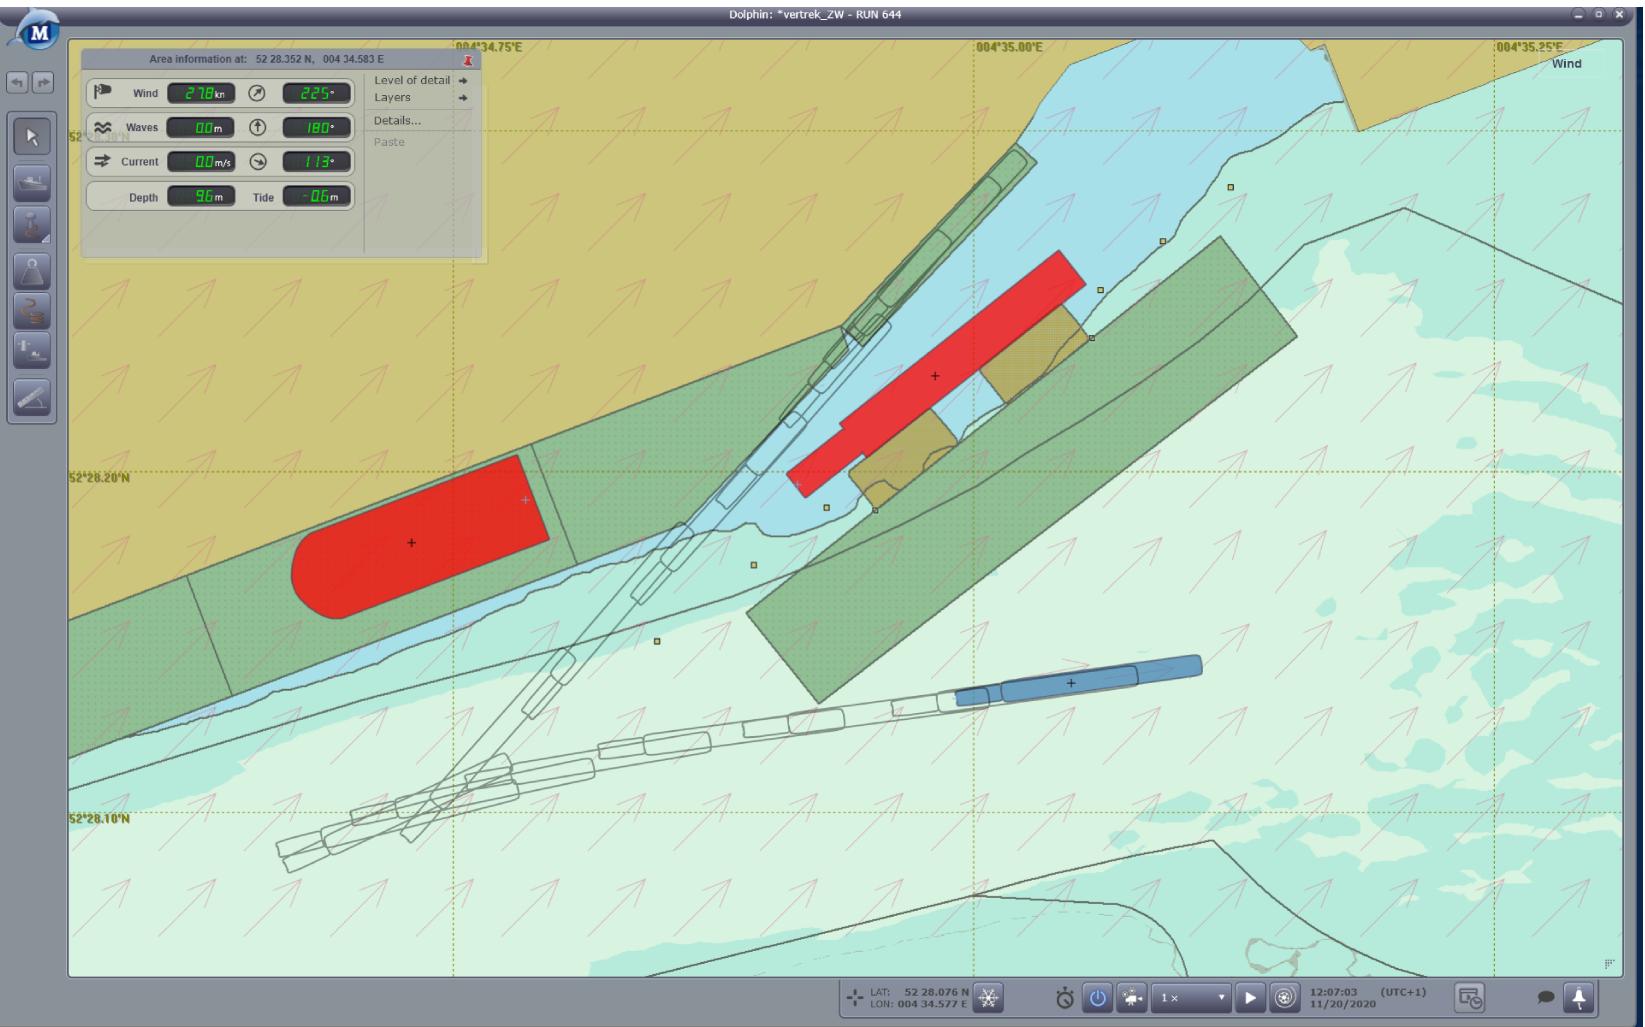 Dolphin: *vertrek_ZW - RUN 644
M
004°34.75'E
004°35.00'E
004°35.25'E
Wind
Area information at: 52 28.352 N, 004 34.583 E
Wind 27.8 kn 225°
Waves 0.0 m 180°
Current 0.0 m/s 113°
Depth 9.6 m Tide -0.6 m
Level of detail
Layers
Details...
Paste
52°28.30'N
52°28.20'N
52°28.10'N
LAT: 52 28.076 N
LON: 004 34.577 E
1 x
12:07:03 (UTC+1)
11/20/2020